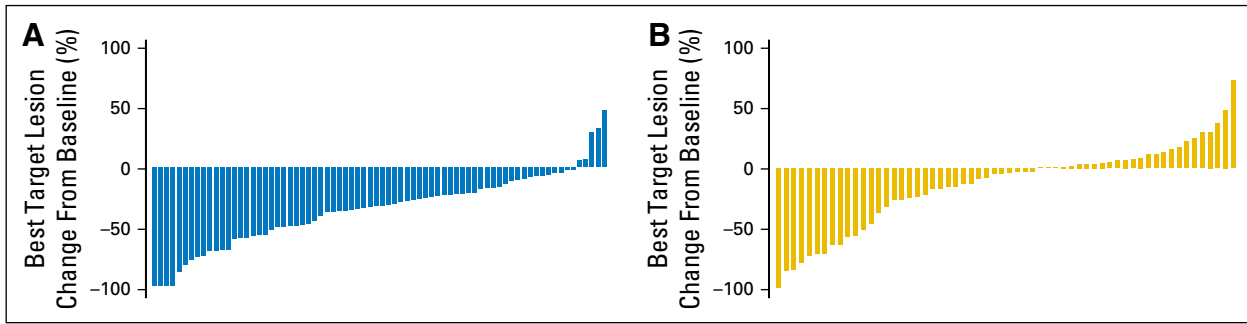 A
Best Target Lesion
Change From Baseline (%)
100
50
0
−50
−100
B
Best Target Lesion
Change From Baseline (%)
100
50
0
−50
−100